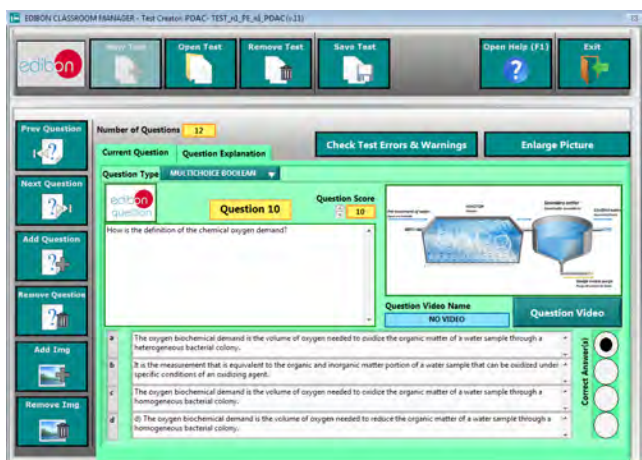 EDIBON CLASSROOM MANAGER - Test Creator: PDAC- TEST_n1_PE_n1_PDAC (v.11)
edibon
New Test
Open Test
Remove Test
Save Test
Open Help (F1)
Exit
Prev Question
Next Question
Add Question
Remove Question
Add Img
Remove Img
Number of Questions 12
Check Test Errors & Warnings
Enlarge Picture
Current Question
Question Explanation
Question Type MULTICHOICE BOOLEAN
edibon
question
Question 10
Question Score
10
How is the definition of the chemical oxygen demand?
Question Video Name
NO VIDEO
Question Video
a The oxygen biochemical demand is the volume of oxygen needed to oxidize the organic matter of a water sample through a
heterogeneous bacterial colony.
b It is the measurement that is equivalent to the organic and inorganic matter portion of a water sample that can be oxidized under
specific conditions of an oxidizing agent.
c The oxygen biochemical demand is the volume of oxygen needed to oxidize the organic matter of a water sample through a
homogeneous bacterial colony.
d d) The oxygen biochemical demand is the volume of oxygen needed to reduce the organic matter of a water sample through a
homogeneous bacterial colony.
Correct Answer(s)